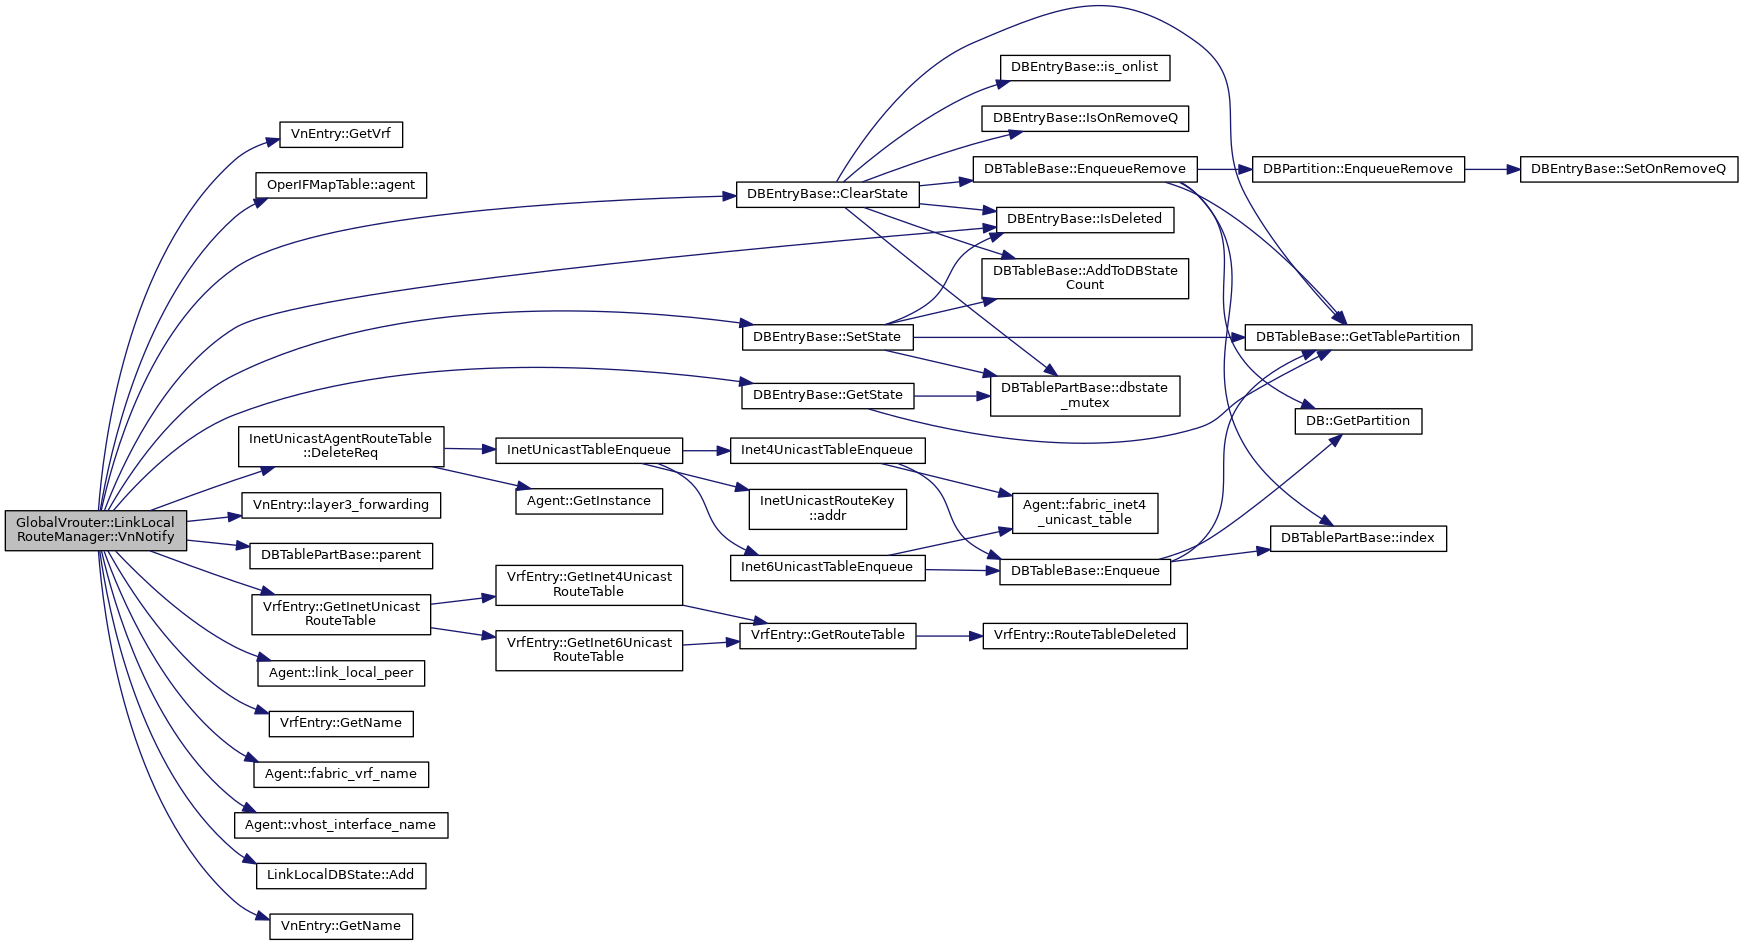 GlobalVrouter::LinkLocal
RouteManager::VnNotify
VnEntry::GetVrf
OperIFMapTable::agent
InetUnicastAgentRouteTable
::DeleteReq
VnEntry::layer3_forwarding
DBTablePartBase::parent
VrfEntry::GetInetUnicast
RouteTable
Agent::link_local_peer
VrfEntry::GetName
Agent::fabric_vrf_name
Agent::vhost_interface_name
LinkLocalDBState::Add
VnEntry::GetName
InetUnicastTableEnqueue
Agent::GetInstance
VrfEntry::GetInet4Unicast
RouteTable
VrfEntry::GetInet6Unicast
RouteTable
DBEntryBase::ClearState
DBEntryBase::SetState
DBEntryBase::GetState
Inet4UnicastTableEnqueue
InetUnicastRouteKey
::addr
Inet6UnicastTableEnqueue
VrfEntry::GetRouteTable
DBEntryBase::is_onlist
DBEntryBase::IsOnRemoveQ
DBTableBase::EnqueueRemove
DBEntryBase::IsDeleted
DBTableBase::AddToDBState
Count
DBTablePartBase::dbstate
_mutex
Agent::fabric_inet4
_unicast_table
DBTableBase::Enqueue
VrfEntry::RouteTableDeleted
DBPartition::EnqueueRemove
DBTableBase::GetTablePartition
DB::GetPartition
DBTablePartBase::index
DBEntryBase::SetOnRemoveQ